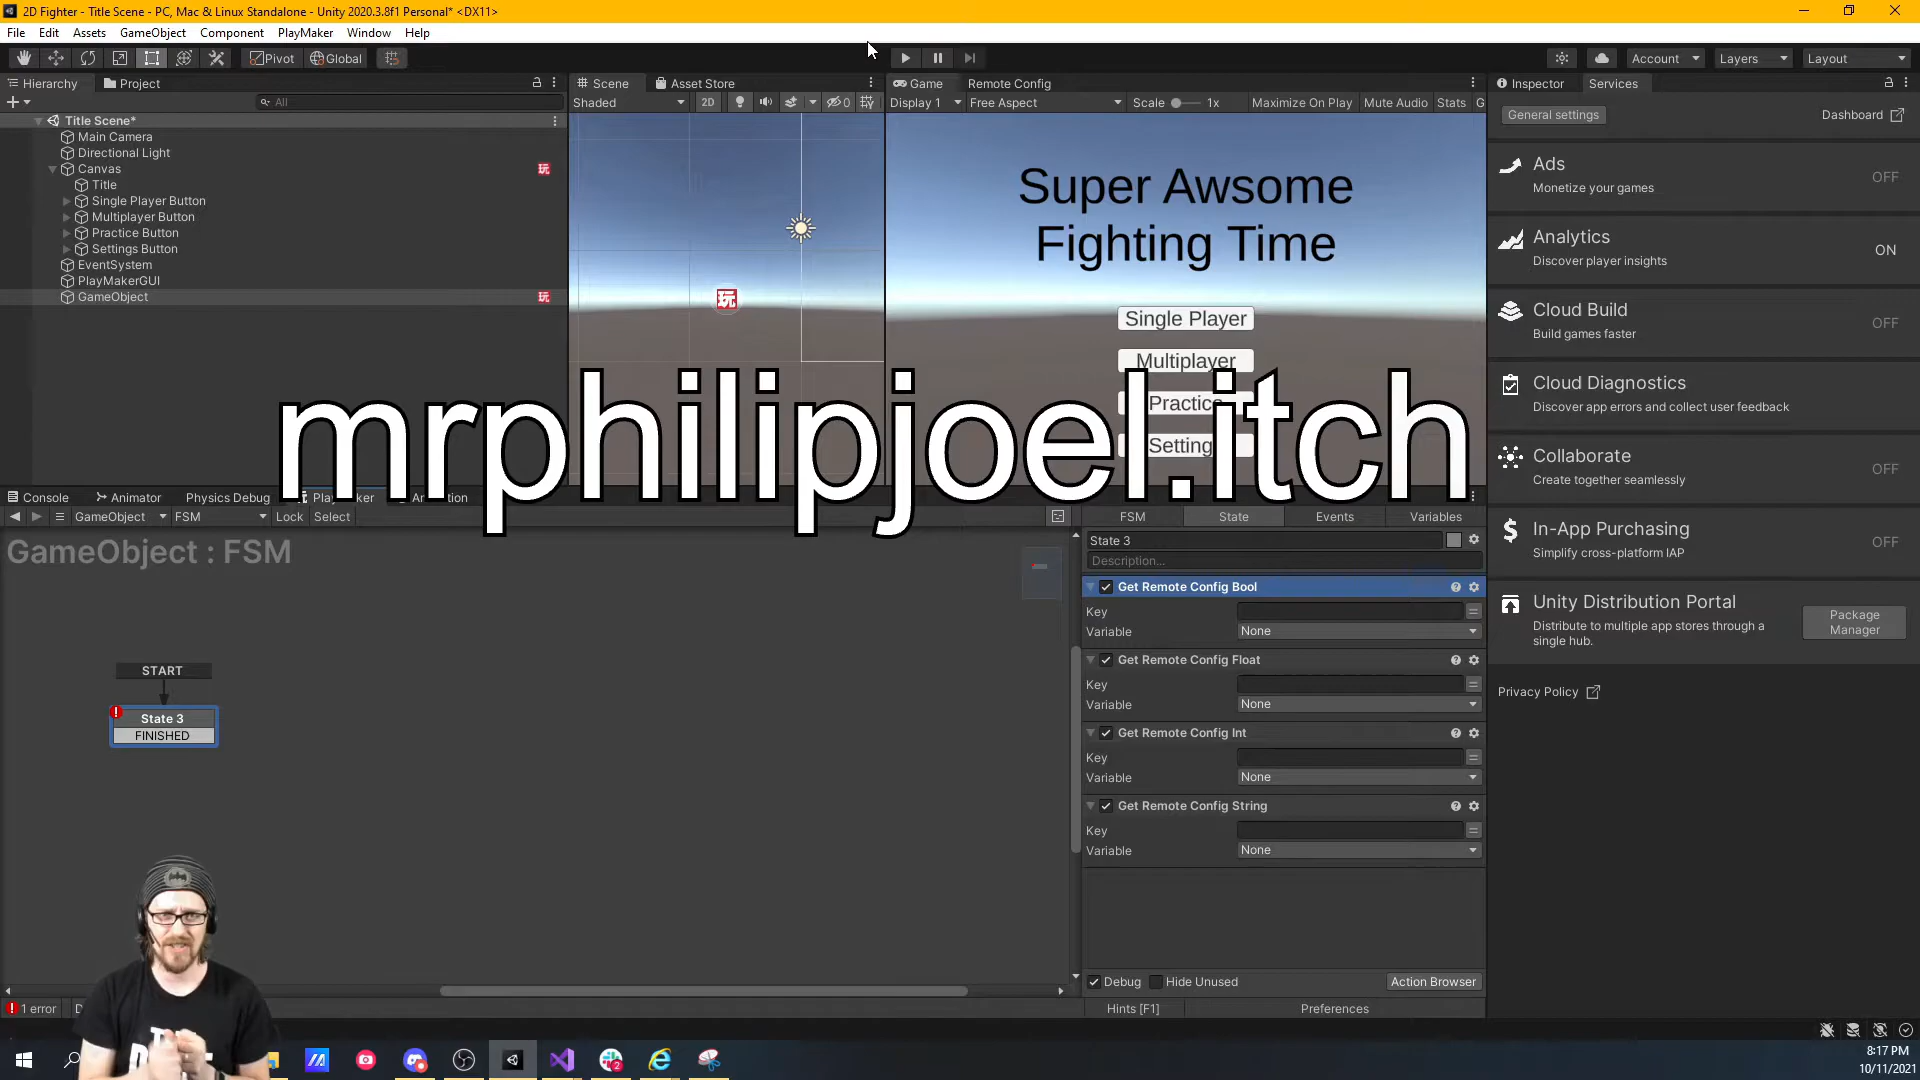 2D Fighter - Title Scene - PC, Mac & Linux Standalone - Unity 2020.3.8f1 Personal* <DX11>
File Edit Assets GameObject Component PlayMaker Window Help
Pivot Global Account Layers Layout
Hierarchy Project
All
Title Scene*
Main Camera
Directional Light
Canvas
玩
Title
Single Player Button
Multiplayer Button
Practice Button
Settings Button
EventSystem
PlayMakerGUI
GameObject
玩
Scene Asset Store
Shaded 2D 0
玩
Game Remote Config
Display 1 Free Aspect Scale 1x Maximize On Play Mute Audio Stats G
Super Awsome
Fighting Time
Single Player
Multiplayer
Practice
Setting
mrphilipjoel.itch
Inspector Services
General settings Dashboard
Ads
Monetize your games
OFF
Analytics
Discover player insights
ON
Cloud Build
Build games faster
OFF
Cloud Diagnostics
Discover app errors and collect user feedback
Collaborate
Create together seamlessly
OFF
In-App Purchasing
Simplify cross-platform IAP
OFF
Unity Distribution Portal
Distribute to multiple app stores through a
single hub.
Package
Manager
Privacy Policy
Console Animator Physics Debug
GameObject FSM Lock Select
GameObject : FSM
START
State 3
FINISHED
FSM State Events Variables
State 3
Description...
Get Remote Config Bool
Key
Variable None
Get Remote Config Float
Key
Variable None
Get Remote Config Int
Key
Variable None
Get Remote Config String
Key
Variable None
Debug Hide Unused Action Browser
1 error
Hints [F1] Preferences
8:17 PM
10/11/2021